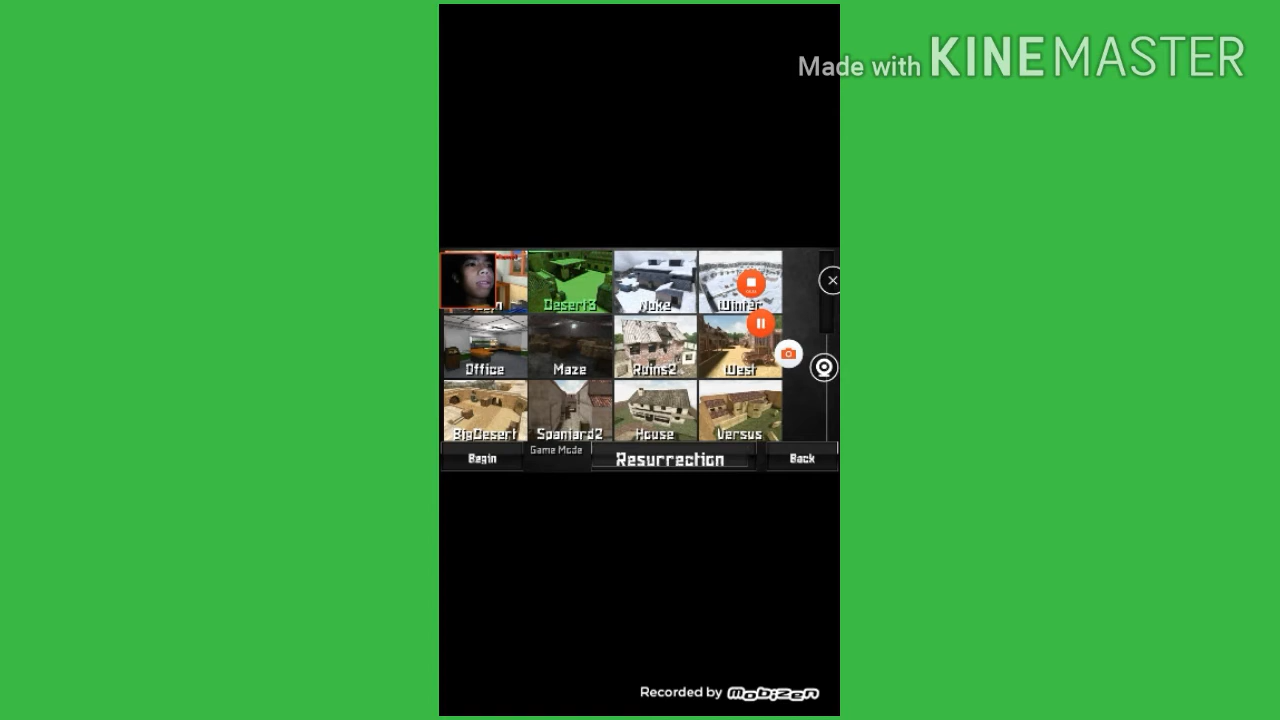 Made with KINEMASTER
Desert3
Nuke
Winter
Office
Maze
Ruins2
West
BigDesert
Spaniard2
House
Versus
Begin
Game Mode
Resurrection
Back
Recorded by Mobizen